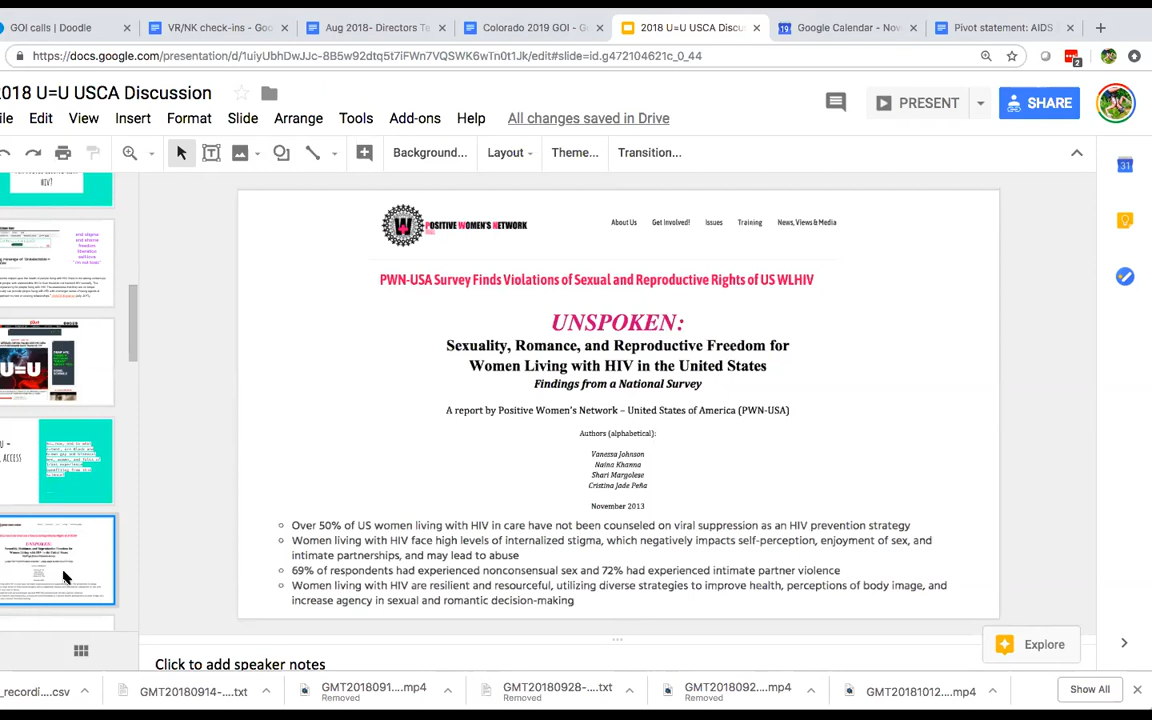 GOI calls | Doodle
VR/NK check-ins - Goo
Aug 2018- Directors Te
Colorado 2019 GOI - G
2018 U=U USCA Discu
Google Calendar - Nov
Pivot statement: AIDS
https://docs.google.com/presentation/d/1uiyUbhDwJJc-8B5w92dtq5t7iFWn7VQSWK6wTn0t1Jk/edit#slide=id.g472104621c_0_44
2
018 U=U USCA Discussion
ile Edit View Insert Format Slide Arrange Tools Add-ons Help All changes saved in Drive
PRESENT
SHARE
Background... Layout Theme... Transition...
31
HIV?
end stigma
U=U
U =
ACCESS
POSITIVE WOMEN'S NETWORK
About Us Get Involved! Issues Training News, Views & Media
PWN-USA Survey Finds Violations of Sexual and Reproductive Rights of US WLHIV
UNSPOKEN:
Sexuality, Romance, and Reproductive Freedom for
Women Living with HIV in the United States
Findings from a National Survey
A report by Positive Women's Network – United States of America (PWN-USA)
Authors (alphabetical):
Vanessa Johnson
Naina Khanna
Shari Margolese
Cristina Jade Peña
November 2013
Over 50% of US women living with HIV in care have not been counseled on viral suppression as an HIV prevention strategy
Women living with HIV face high levels of internalized stigma, which negatively impacts self-perception, enjoyment of sex, and
intimate partnerships, and may lead to abuse
69% of respondents had experienced nonconsensual sex and 72% had experienced intimate partner violence
Women living with HIV are resilient and resourceful, utilizing diverse strategies to improve health, perceptions of body image, and
increase agency in sexual and romantic decision-making
Explore
Click to add speaker notes
_recordi....csv
GMT20180914-....txt
GMT2018091....mp4
Removed
GMT20180928-....txt
Removed
GMT2018092....mp4
Removed
GMT20181012....mp4
Show All